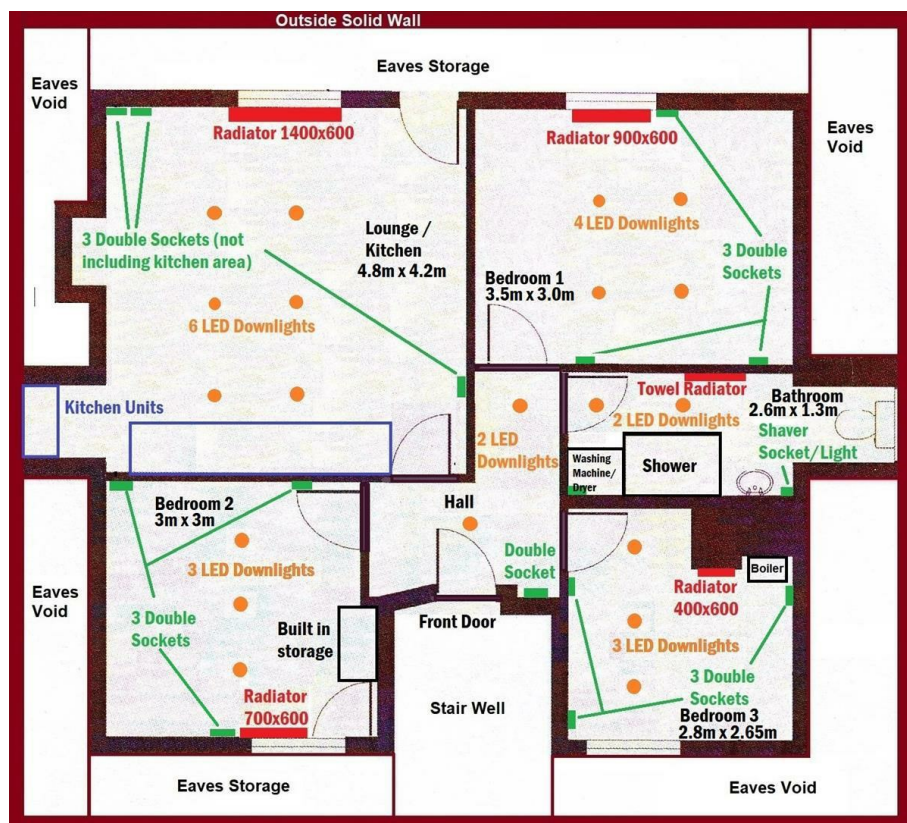 Outside Solid Wall
Eaves
Void
Eaves Storage
Eaves
Void
Radiator 1400x600
Radiator 900x600
3 Double Sockets (not
including kitchen area)
Lounge /
Kitchen
4.8m x 4.2m
4 LED Downlights
3 Double
Sockets
Bedroom 1
3.5m x 3.0m
6 LED Downlights
Kitchen Units
Towel Radiator
Bathroom
2.6m x 1.3m
2 LED Downlights
Shaver
Socket/Light
2 LED
Downlights
Washing
Machine/
Dryer
Shower
Bedroom 2
3m x 3m
Hall
3 LED Downlights
Double
Socket
Boiler
Radiator
400x600
Eaves
Void
3 Double
Sockets
Built in
storage
Front Door
3 LED Downlights
3 Double
Sockets
Radiator
700x600
Stair Well
Bedroom 3
2.8m x 2.65m
Eaves Storage
Eaves Void